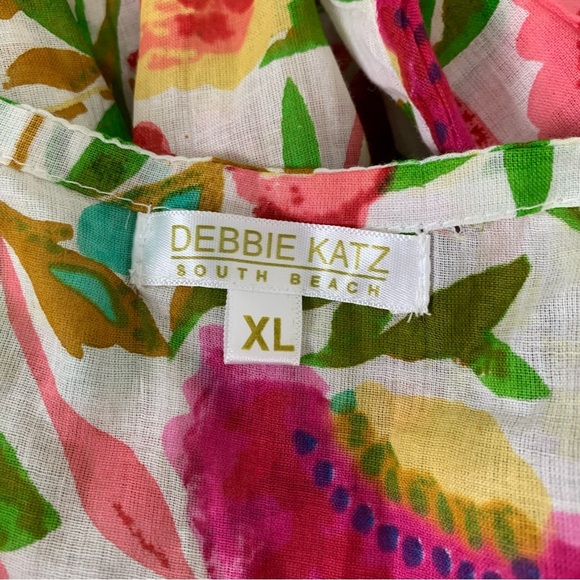 DEBBIE KATZ
SOUTH BEACH
XL